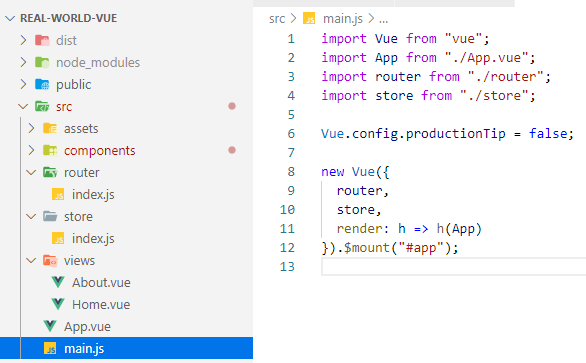 REAL-WORLD-VUE
dist
node_modules
public
src
assets
components
router
index.js
store
index.js
views
About.vue
Home.vue
App.vue
main.js
src > main.js > ...
1 import Vue from "vue";
2 import App from "./App.vue";
3 import router from "./router";
4 import store from "./store";
5
6 Vue.config.productionTip = false;
7
8 new Vue({
9 router,
10 store,
11 render: h => h(App)
12 }).$mount("#app");
13